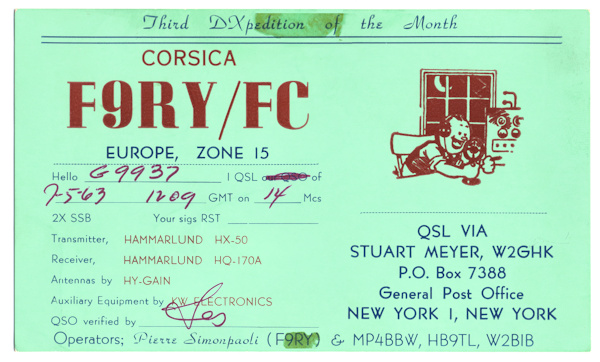 Third DXpedition of the Month
CORSICA
F9RY/FC
EUROPE, ZONE 15
Hello G9937 I QSL our QSO of
7-5-63 1209 GMT on 14 Mcs
2X SSB Your sigs RST
Transmitter, HAMMARLUND HX-50
Receiver, HAMMARLUND HQ-170A
Antennas by HY-GAIN
Auxiliary Equipment by KW ELECTRONICS
QSO verified by
Operators; Pierre Simonpaoli (F9RY) & MP4BBW, HB9TL, W2BIB
QSL VIA
STUART MEYER, W2GHK
P.O. Box 7388
General Post Office
NEW YORK 1, NEW YORK